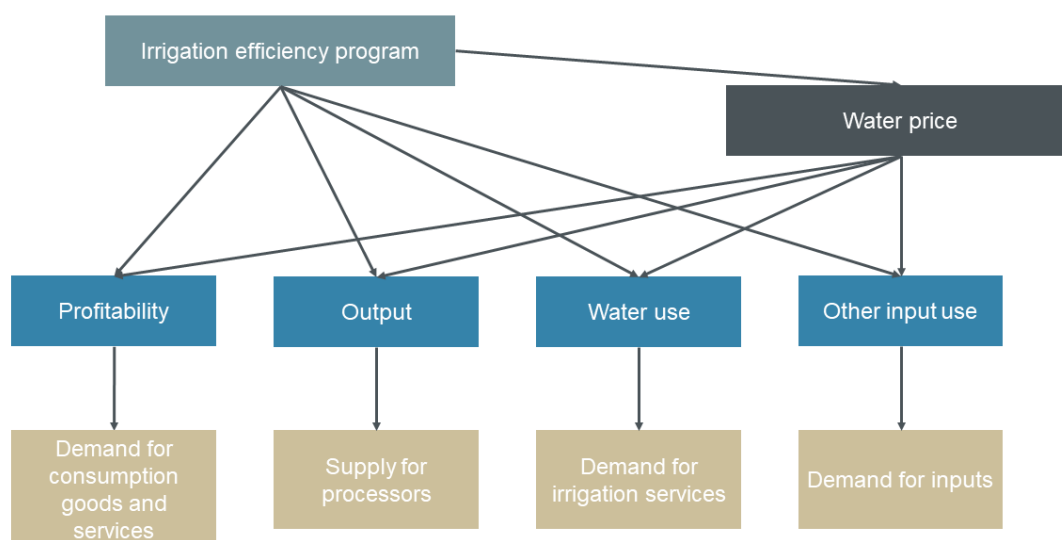 Irrigation efficiency program
Water price
Profitability
Output
Water use
Other input use
Demand for
consumption
goods and
services
Supply for
processors
Demand for
irrigation services
Demand for inputs